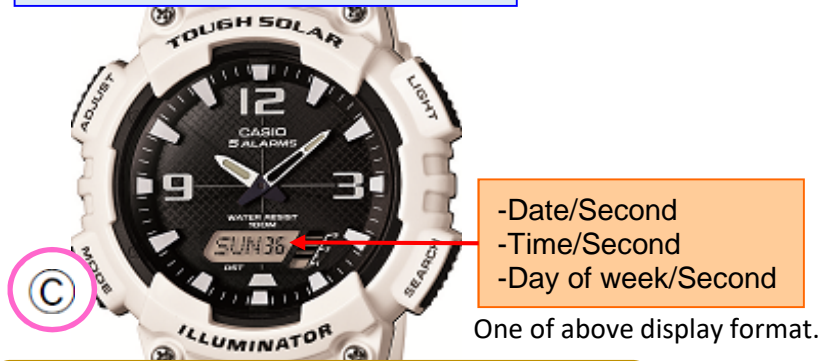 TOUGH SOLAR
ADJUST
LIGHT
12
CASIO
5 ALARMS
9
3
WATER RESIST
100M
SUN 36
DST
-Date/Second
-Time/Second
-Day of week/Second
MODE
C
SEARCH
One of above display format.
ILLUMINATOR